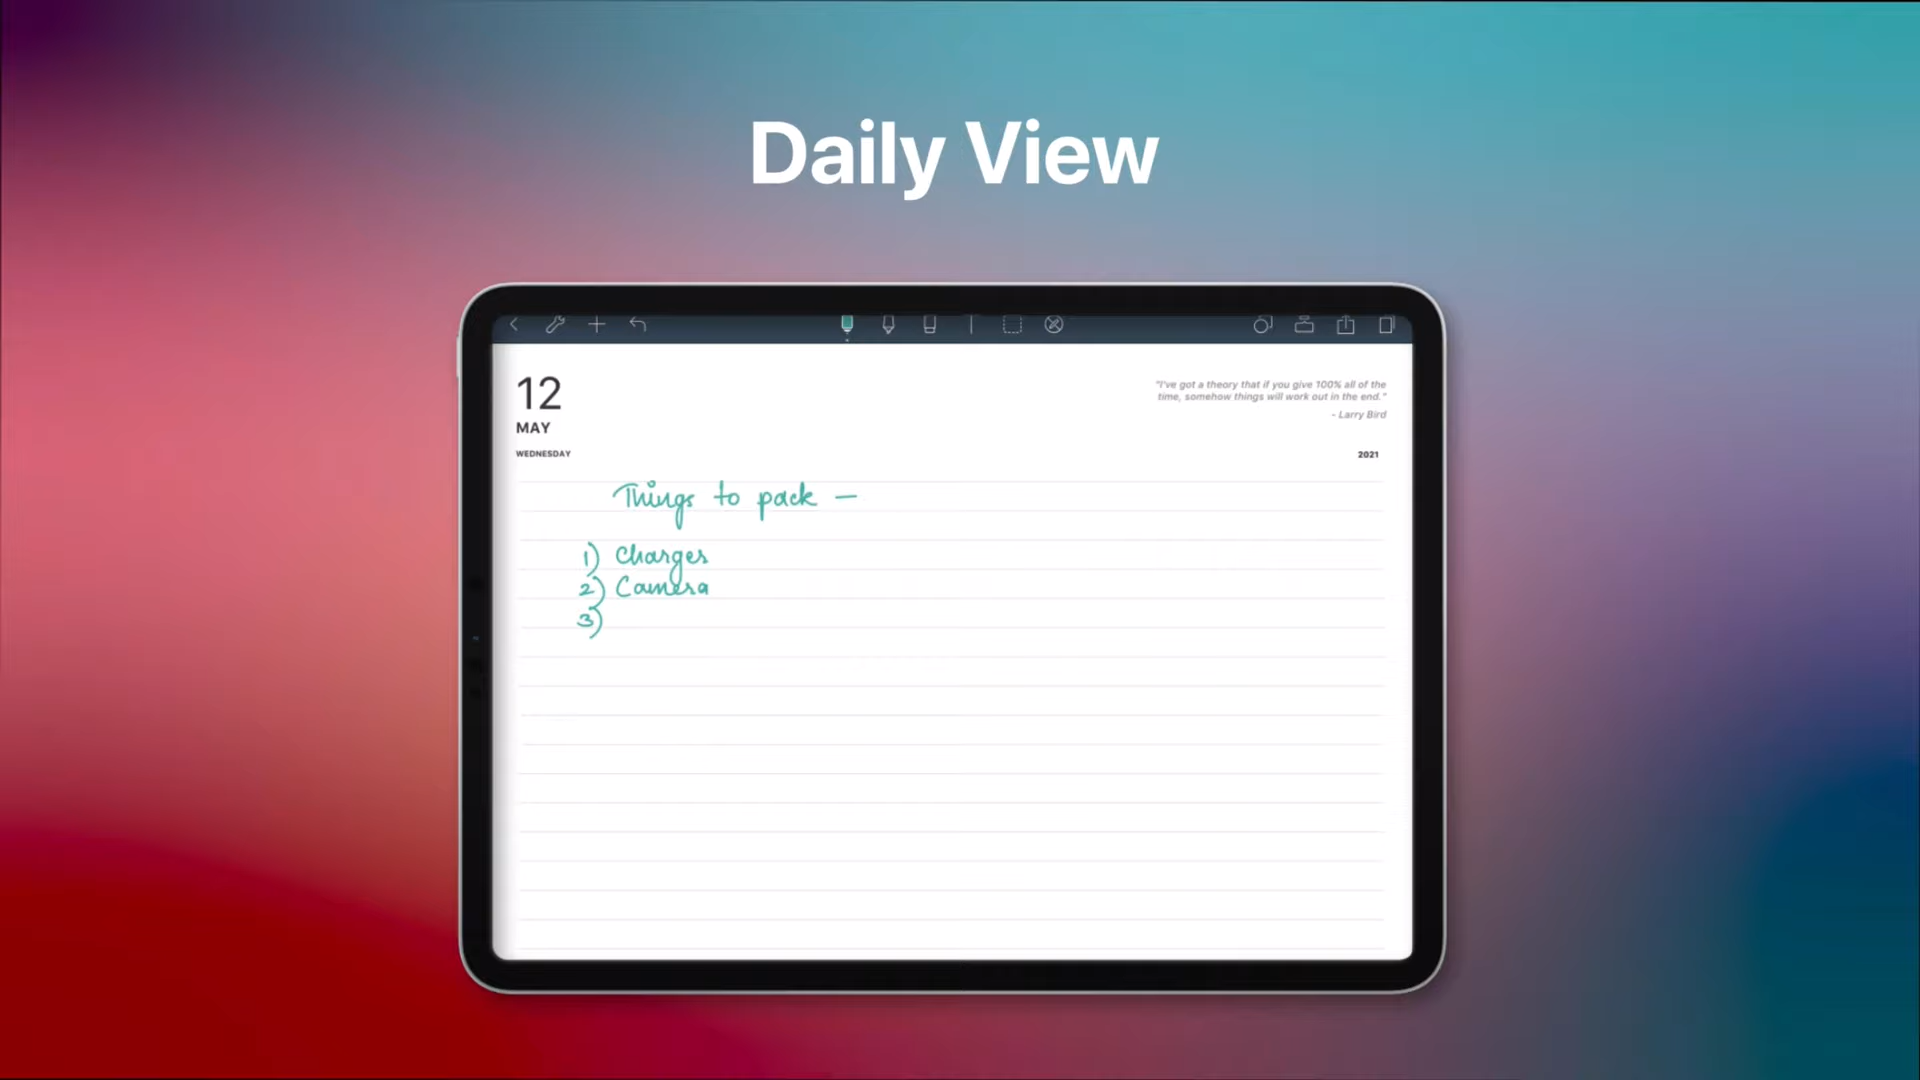 Daily View
12
MAY
WEDNESDAY
"I've got a theory that if you give 100% all of the
time, somehow things will work out in the end."
- Larry Bird
2021
Things to pack —
1) Charges
2) Camera
3)